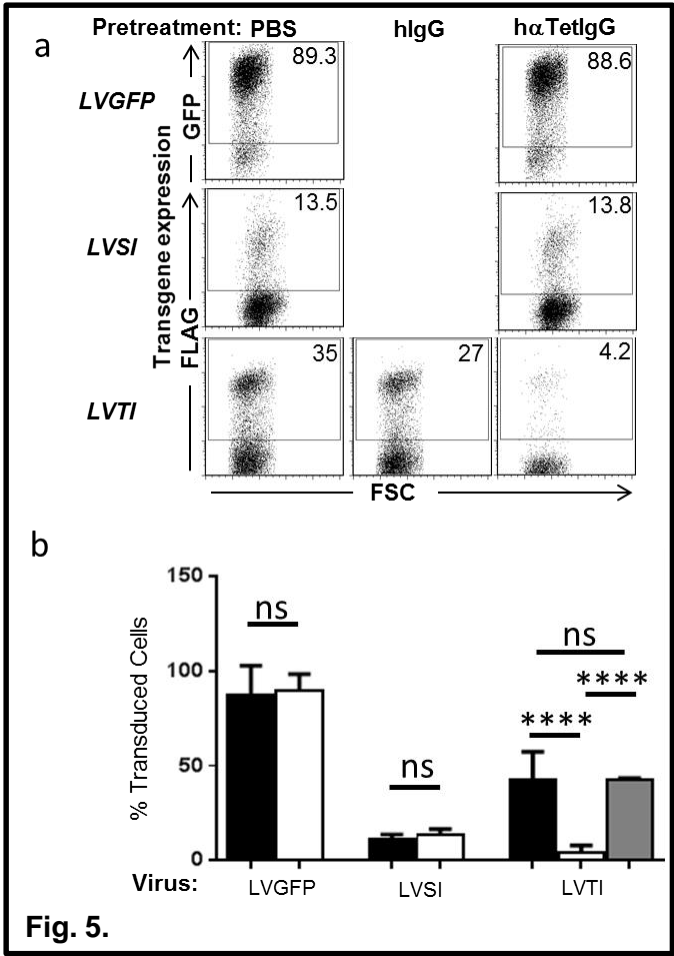 Pretreatment: PBS hIgG hαTetIgG
a
LVGFP
89.3
88.6
LVSI
13.5
13.8
LVTI
35
27
4.2
Transgene expression
GFP
FLAG
FSC
b
% Transduced Cells
150
100
50
0
ns
ns
ns
****
****
Virus: LVGFP LVSI LVTI
Fig. 5.